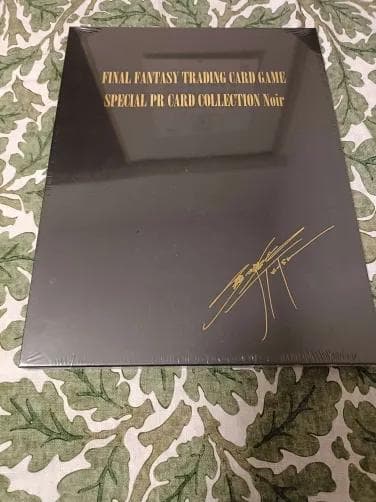 FINAL FANTASY TRADING CARD GAME
SPECIAL PR CARD COLLECTION Noir